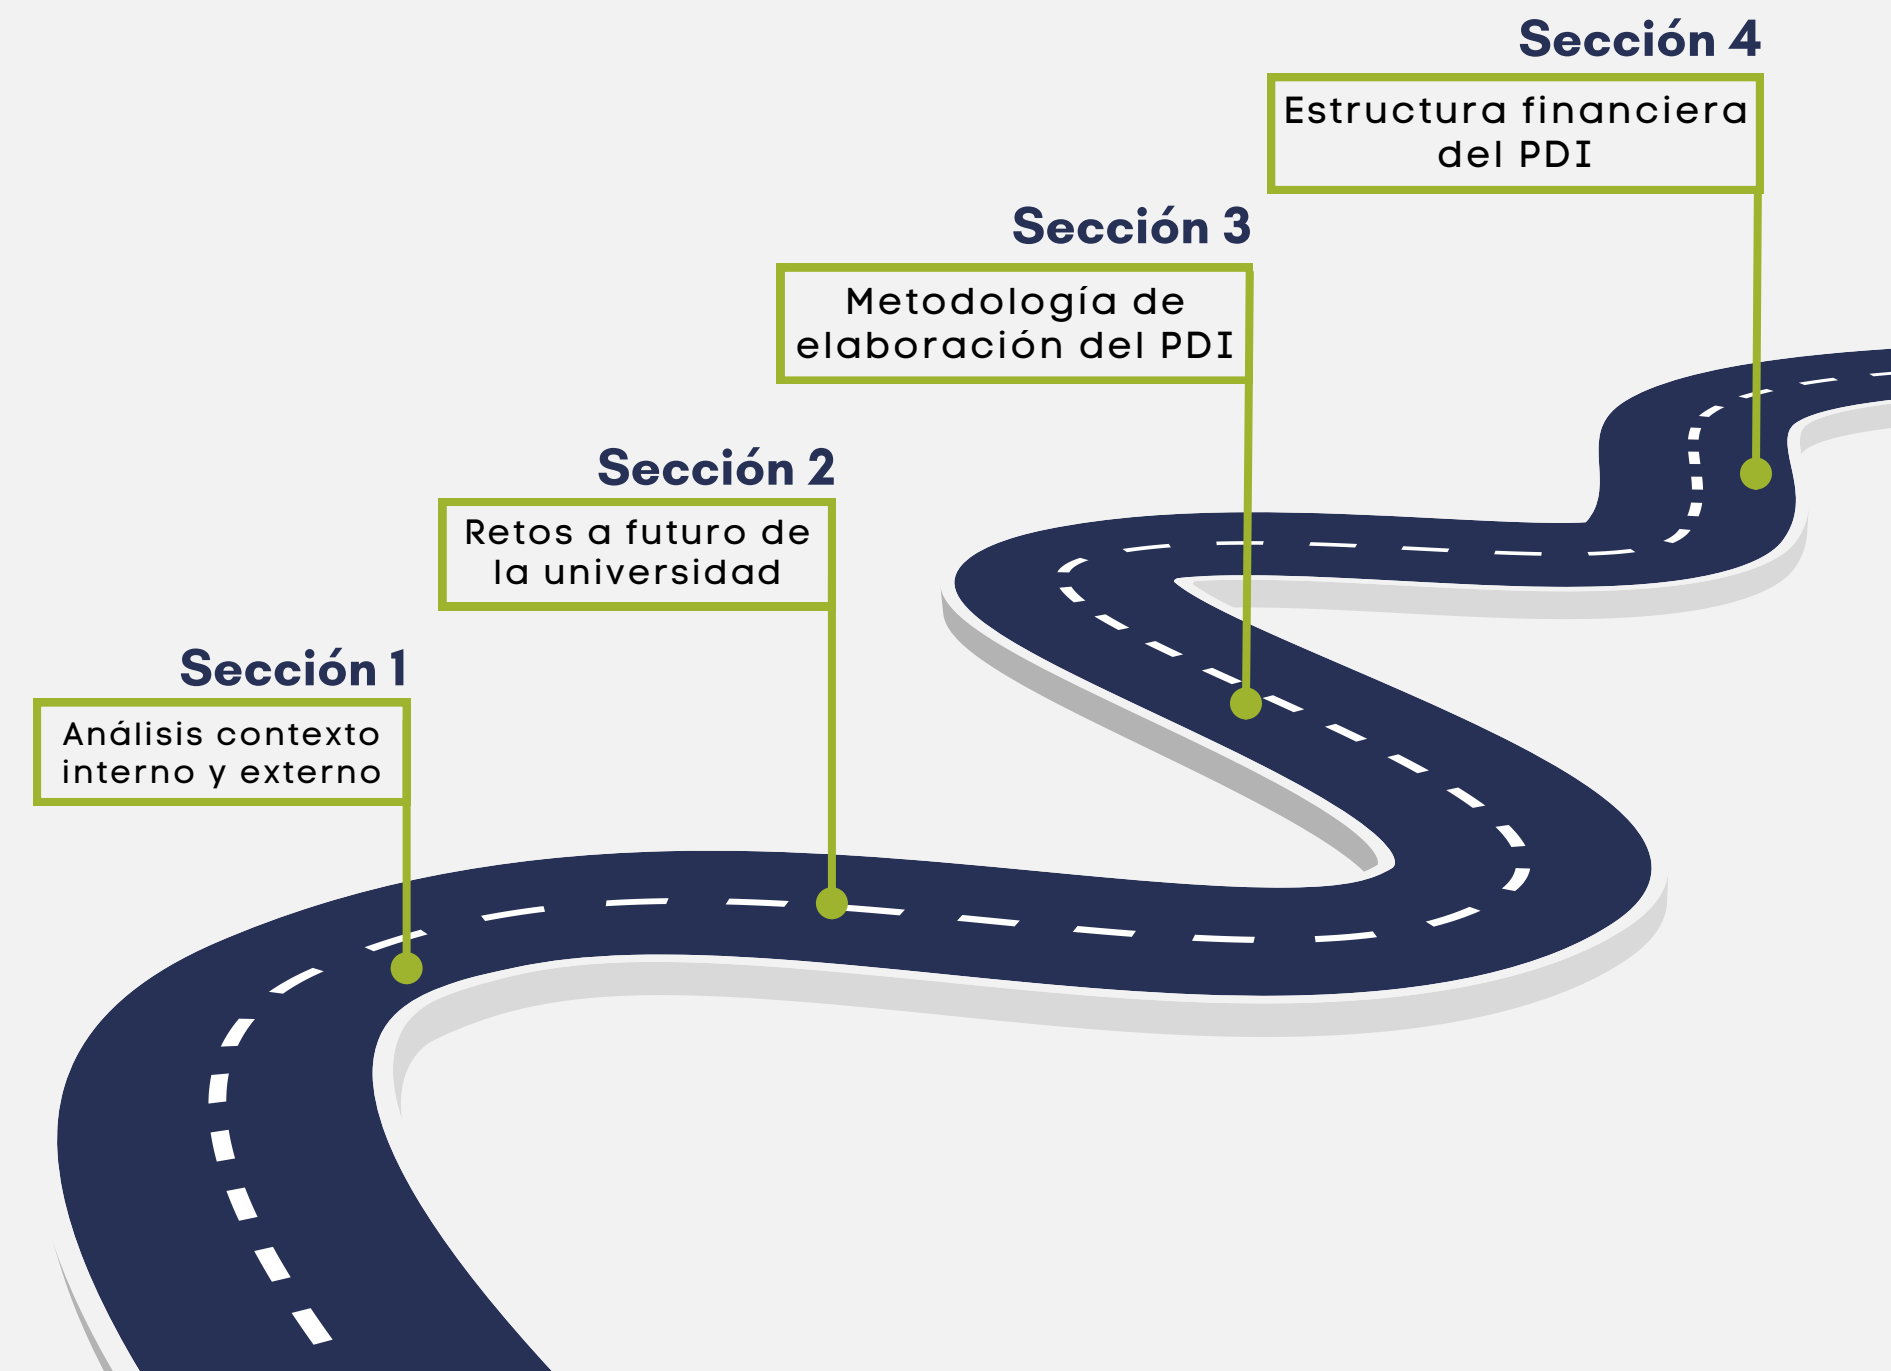 Sección 1
Análisis contexto
interno y externo
Sección 2
Retos a futuro de
la universidad
Sección 3
Metodología de
elaboración del PDI
Sección 4
Estructura financiera
del PDI